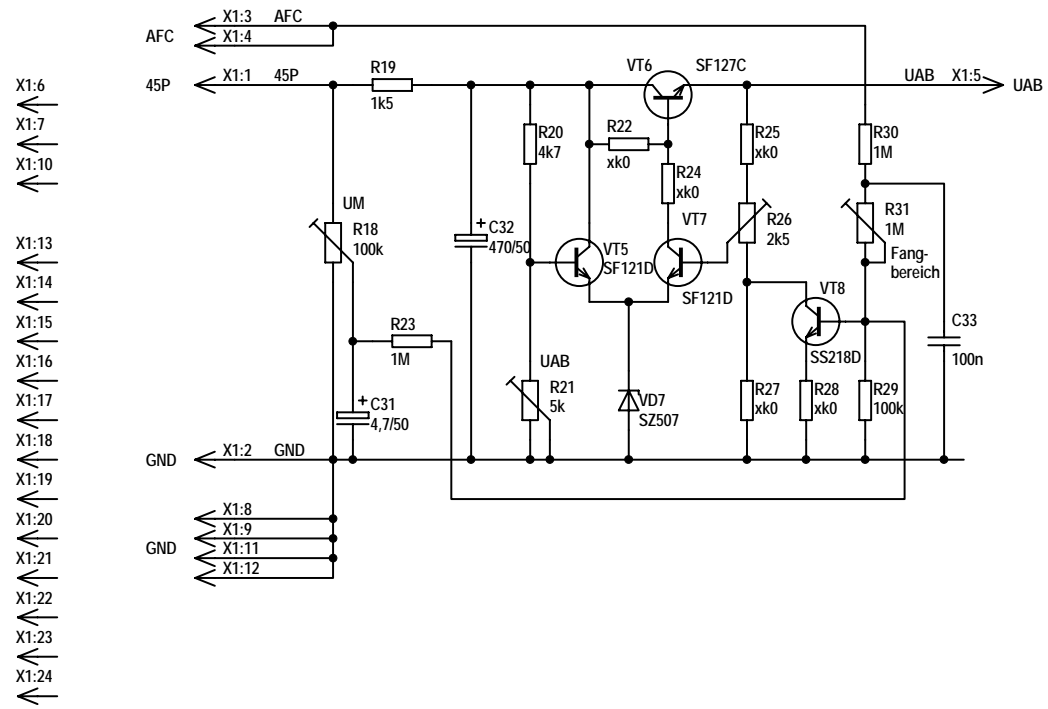 X1:3 AFC
AFC
X1:4
X1:6
45P
X1:1 45P
R19
1k5
VT6
SF127C
UAB X1:5
UAB
X1:7
X1:10
R20
4k7
R22
xk0
R24
xk0
R25
xk0
R30
1M
UM
R18
100k
C32
470/50
+
VT5
SF121D
VT7
SF121D
R26
2k5
R31
1M
Fang-
bereich
X1:13
X1:14
X1:15
X1:16
X1:17
X1:18
X1:19
X1:20
X1:21
X1:22
X1:23
X1:24
VT8
SS218D
C33
100n
R23
1M
UAB
R21
5k
+
C31
4,7/50
VD7
SZ507
R27
xk0
R28
xk0
R29
100k
GND
X1:2 GND
X1:8
X1:9
GND
X1:11
X1:12